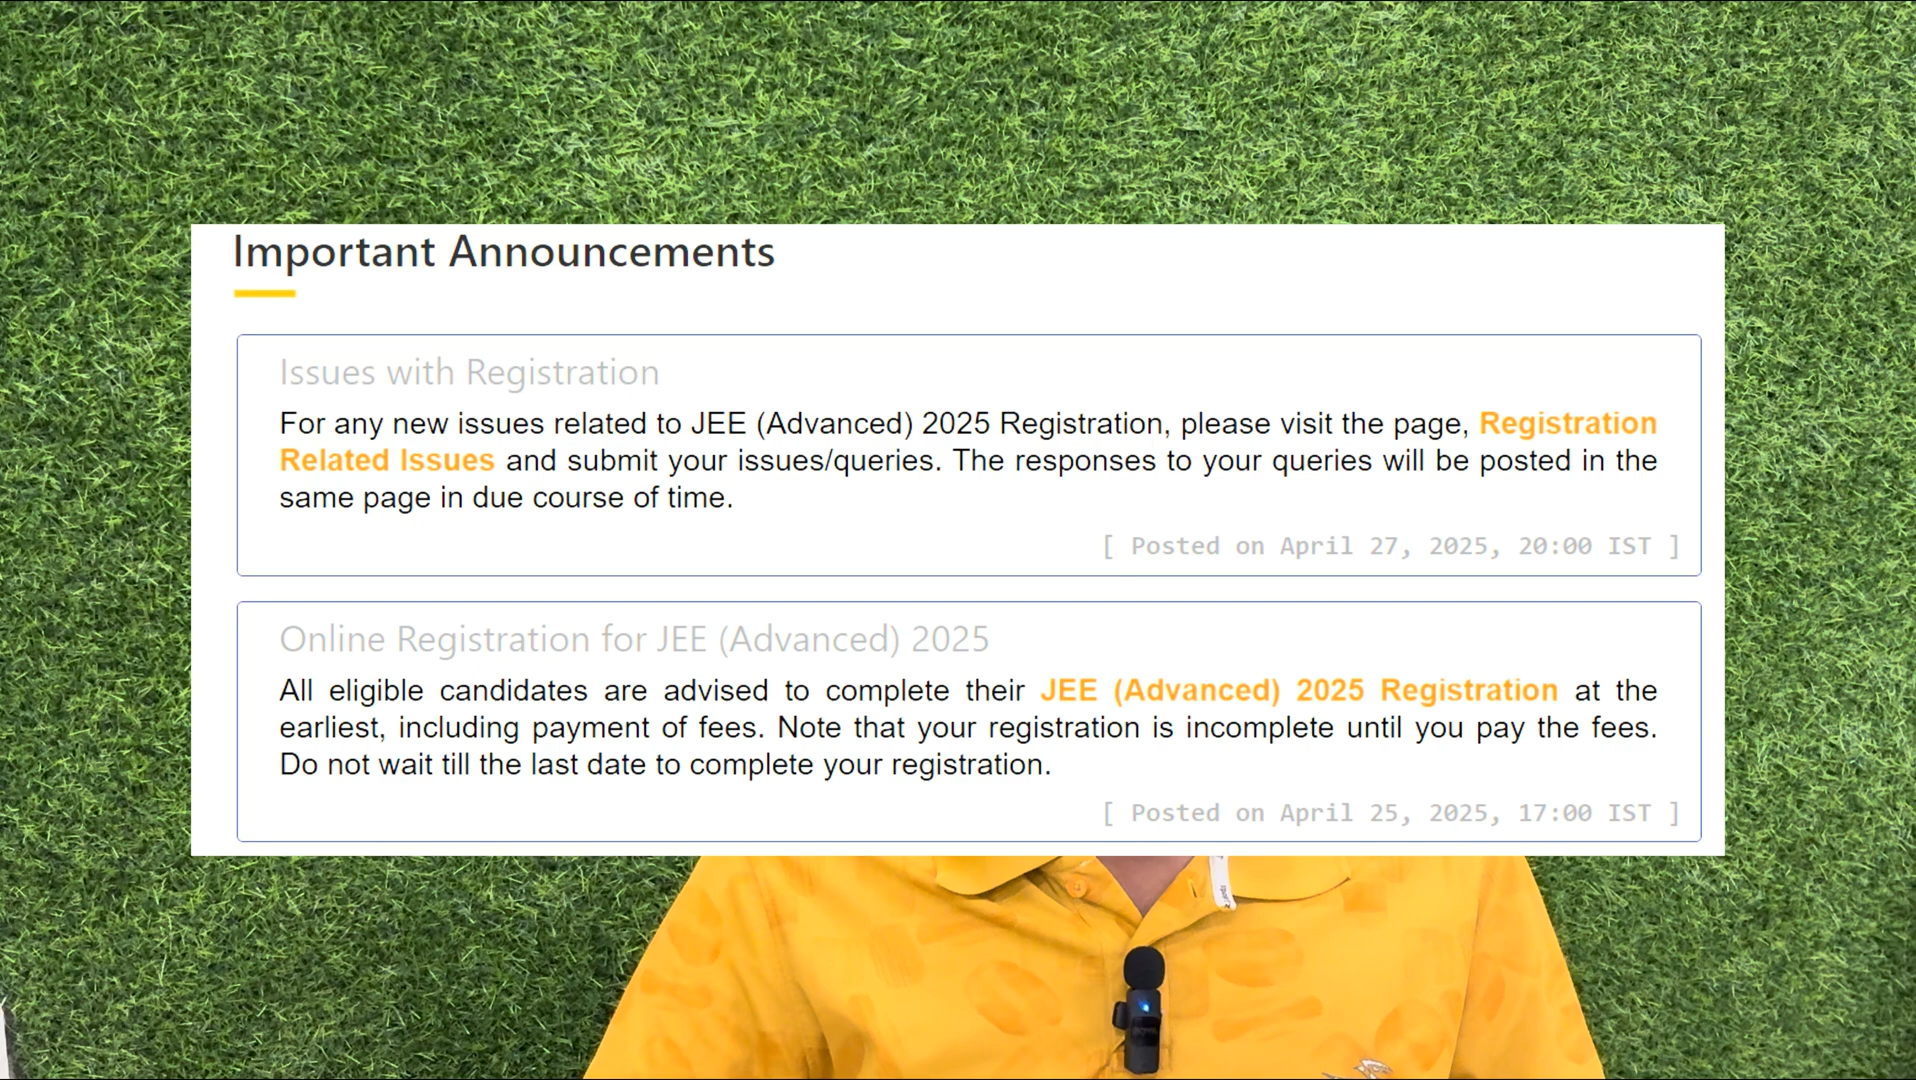 Important Announcements
Issues with Registration
For any new issues related to JEE (Advanced) 2025 Registration, please visit the page, Registration
Related Issues and submit your issues/queries. The responses to your queries will be posted in the
same page in due course of time.
[ Posted on April 27, 2025, 20:00 IST ]
Online Registration for JEE (Advanced) 2025
All eligible candidates are advised to complete their JEE (Advanced) 2025 Registration at the
earliest, including payment of fees. Note that your registration is incomplete until you pay the fees.
Do not wait till the last date to complete your registration.
[ Posted on April 25, 2025, 17:00 IST ]